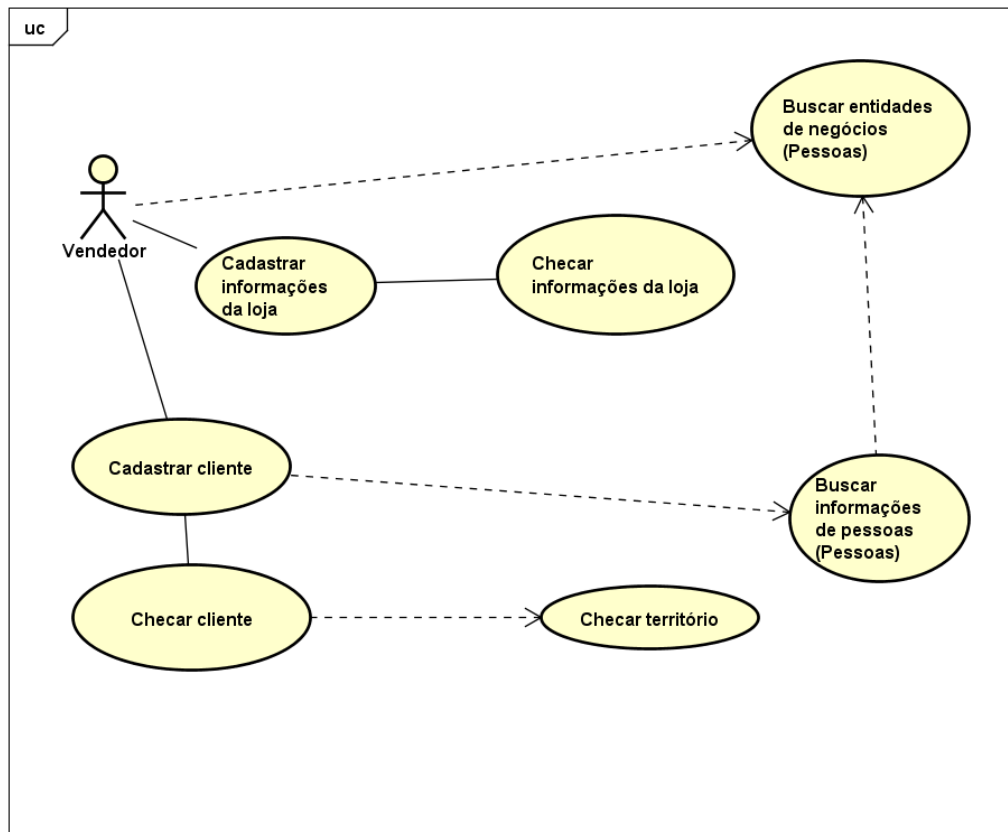 uc
Buscar entidades
de negócios
(Pessoas)
Vendedor
Cadastrar
informações
da loja
Checar
informações da loja
Cadastrar cliente
Buscar
informações
de pessoas
(Pessoas)
Checar cliente
Checar território